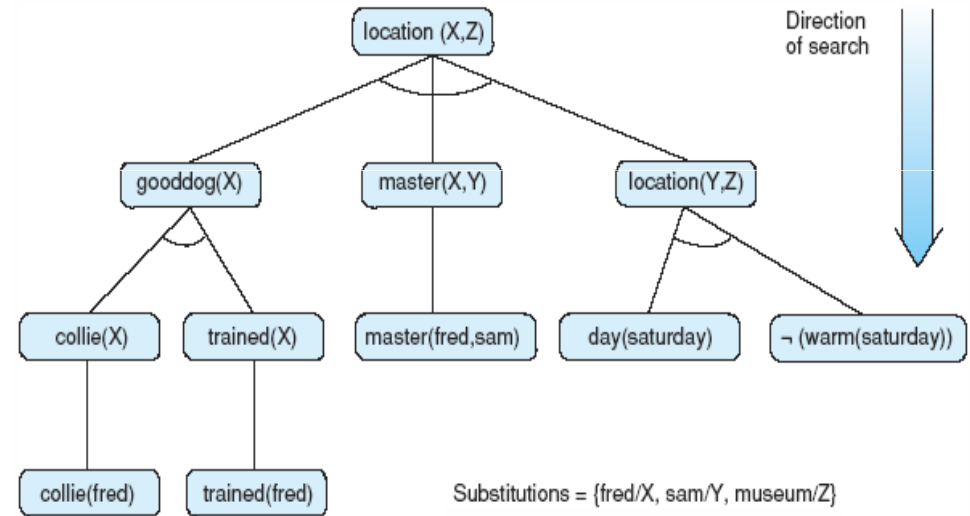 location (X,Z)
Direction
of search
gooddog(X)
master(X,Y)
location(Y,Z)
collie(X)
trained(X)
master(fred,sam)
day(saturday)
¬ (warm(saturday))
collie(fred)
trained(fred)
Substitutions = {fred/X, sam/Y, museum/Z}